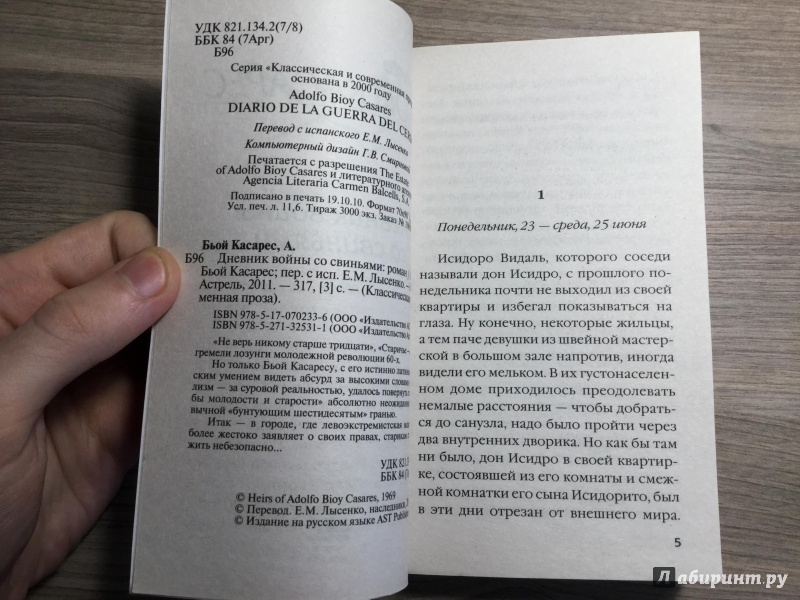 УДК 821.134.2(7/8)
ББК 84 (7Арг)
Б96
Серия «Классическая и современная
основана в 2000 году
Adolfo Bioy Casares
DIARIO DE LA GUERRA DEL
Перевод с испанского Е.М. Лысенко
Компьютерный дизайн Г.В.
Печатается с разрешения The Estate
of Adolfo Bioy Casares и литературного
Agencia Literaria Carmen Balcells, S.A.
Подписано в печать 19.10.10. Формат
Усл. печ. л. 11,6. Тираж 3000 экз. Заказ №
Бьой Касарес, А.
Б96 Дневник войны со свиньями: роман
Бьой Касарес; пер. с исп. Е.М. Лысенко. –
Астрель, 2011. — 317, [3] с. — (Классическая
менная проза).
ISBN 978-5-17-070233-6 (ООО «Издательство
ISBN 978-5-271-32531-1 (ООО «Издательство
«Не верь никому старше тридцати», «Старичье
гремели лозунги молодежной революции 60-х.
Но только Бьой Касаресу, с его истинно
ским умением видеть абсурд за высокими
лизм — за суровой реальностью, удалось повернуть
бы молодости и старости» абсолютно
вычной «бунтующим шестидесятым» гранью.
Итак — в городе, где левоэкстремистская
более жестоко заявляет о своих правах, старикам
жить небезопасно...
УДК
ББК 84
© Heirs of Adolfo Bioy Casares, 1969
© Перевод. Е.М. Лысенко, наследники,
© Издание на русском языке AST
1
Понедельник, 23 — среда, 25 июня
Исидоро Видаль, которого соседи
называли дон Исидро, с прошлого по-
недельника почти не выходил из своей
квартиры и избегал показываться на
глаза. Ну конечно, некоторые жильцы,
а тем паче девушки из швейной мастер-
ской в большом зале напротив, иногда
видели его мельком. В их густонаселен-
ном доме приходилось преодолевать
немалые расстояния — чтобы добрать-
ся до санузла, надо было пройти через
два внутренних дворика. Но как бы там
ни было, дон Исидро в своей квартир-
ке, состоявшей из его комнаты и смеж-
ной комнатки его сына Исидорито, был
в эти дни отрезан от внешнего мира.
5
Лабиринт.ру